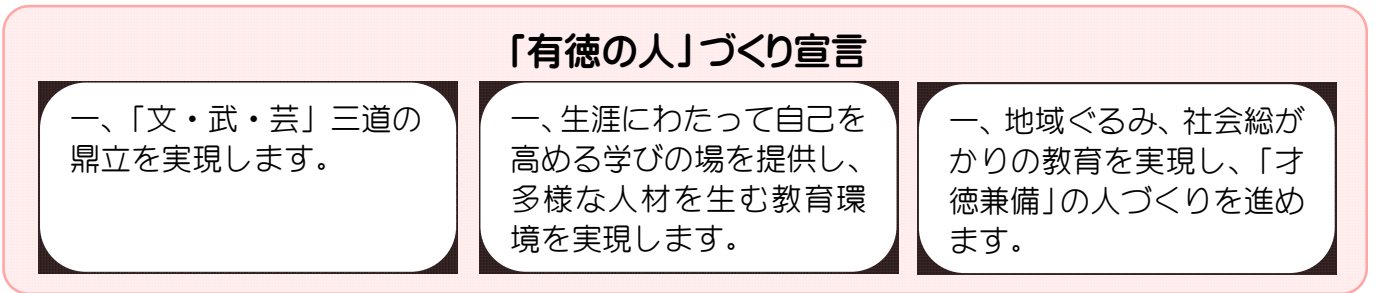 「有徳の人」づくり宣言
一、「文・武・芸」三道の
鼎立を実現します。
一、生涯にわたって自己を
高める学びの場を提供し、
多様な人材を生む教育環
境を実現します。
一、地域ぐるみ、社会総が
かりの教育を実現し、「才
徳兼備」の人づくりを進め
ます。